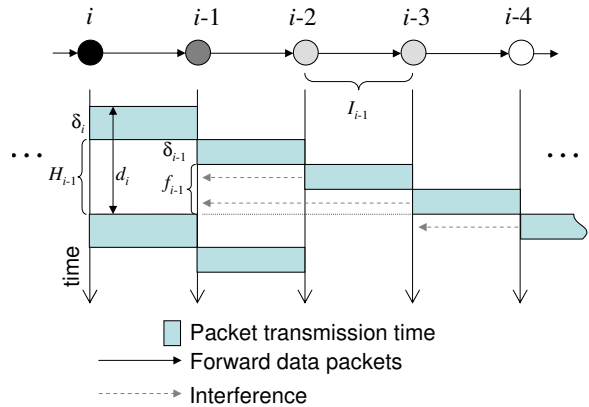 i i-1 i-2 i-3 i-4
I_{i-1}
δ_i
δ_{i-1}
... ...
H_{i-1} d_i f_{i-1}
time
Packet transmission time
Forward data packets
Interference